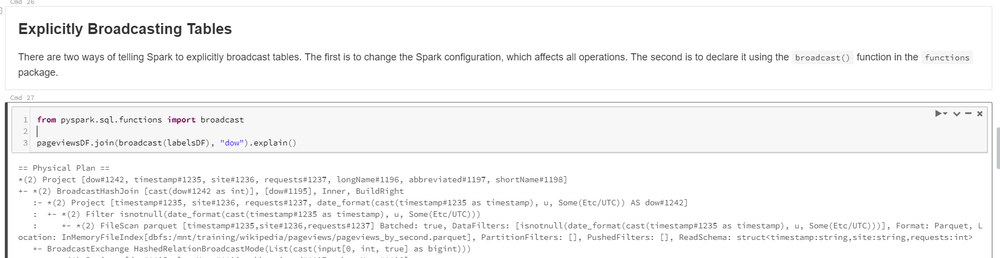 Cmd 26
Explicitly Broadcasting Tables
There are two ways of telling Spark to explicitly broadcast tables. The first is to change the Spark configuration, which affects all operations. The second is to declare it using the broadcast() function in the functions
package.
Cmd 27
1 from pyspark.sql.functions import broadcast
2
3 pageviewsDF.join(broadcast(labelsDF), "dow").explain()
== Physical Plan ==
*(2) Project [dow#1242, timestamp#1235, site#1236, requests#1237, longName#1196, abbreviated#1197, shortName#1198]
+- *(2) BroadcastHashJoin [cast(dow#1242 as int)], [dow#1195], Inner, BuildRight
:- *(2) Project [timestamp#1235, site#1236, requests#1237, date_format(cast(timestamp#1235 as timestamp), u, Some(Etc/UTC)) AS dow#1242]
: +- *(2) Filter isnotnull(date_format(cast(timestamp#1235 as timestamp), u, Some(Etc/UTC)))
: +- *(2) FileScan parquet [timestamp#1235,site#1236,requests#1237] Batched: true, DataFilters: [isnotnull(date_format(cast(timestamp#1235 as timestamp), u, Some(Etc/UTC)))], Format: Parquet, L
ocation: InMemoryFileIndex[dbfs:/mnt/training/wikipedia/pageviews/pageviews_by_second.parquet], PartitionFilters: [], PushedFilters: [], ReadSchema: struct<timestamp:string,site:string,requests:int>
+- BroadcastExchange HashedRelationBroadcastMode(List(cast(input[0, int, true] as bigint)))